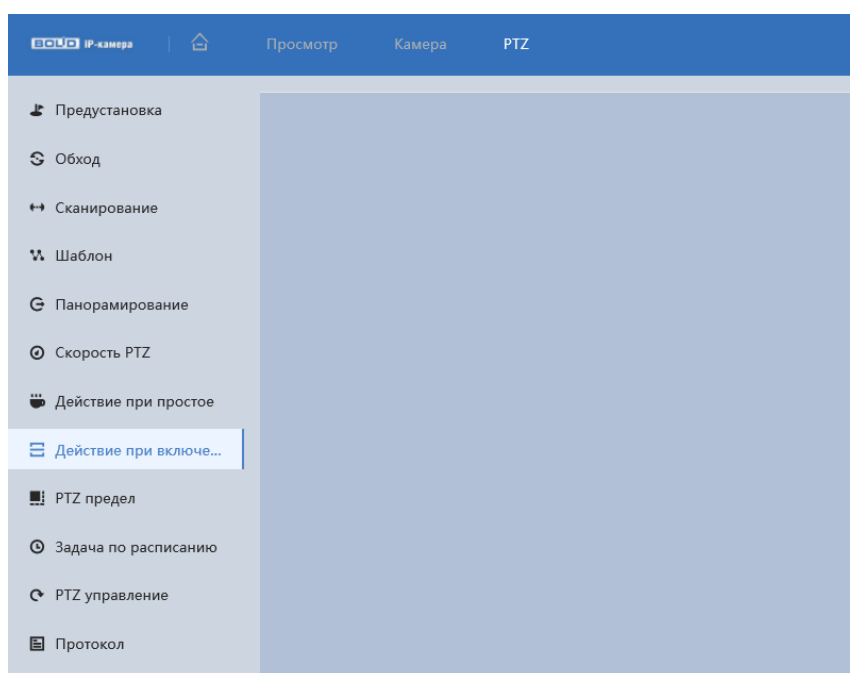 BOLID IP-камера Просмотр Камера PTZ
Предустановка
Обход
Сканирование
Шаблон
Панорамирование
Скорость PTZ
Действие при простое
Действие при включе...
PTZ предел
Задача по расписанию
PTZ управление
Протокол